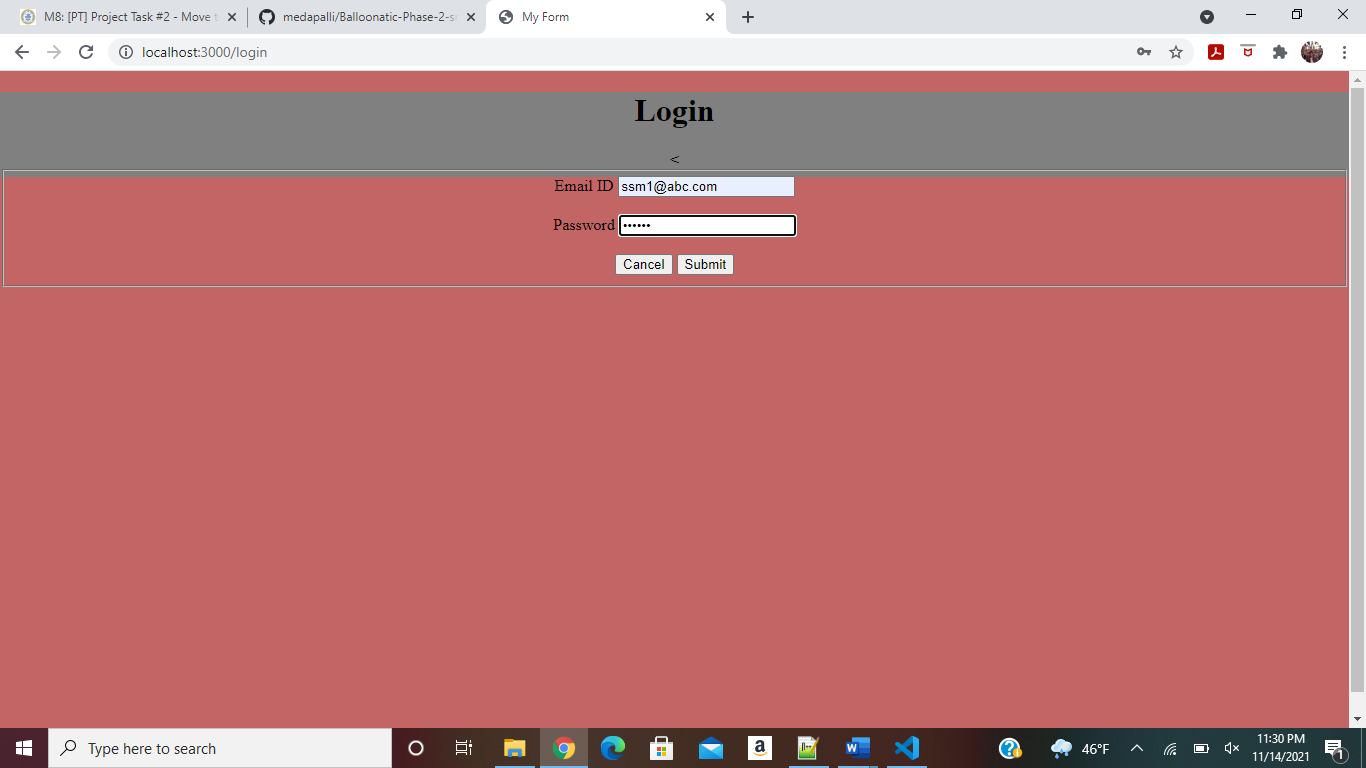 M8: [PT] Project Task #2 - Move t
medapalli/Balloonatic-Phase-2-s
My Form
localhost:3000/login
Login
<
Email ID ssm1@abc.com
Password ••••••
Cancel Submit
Type here to search
46°F
11:30 PM
11/14/2021
1